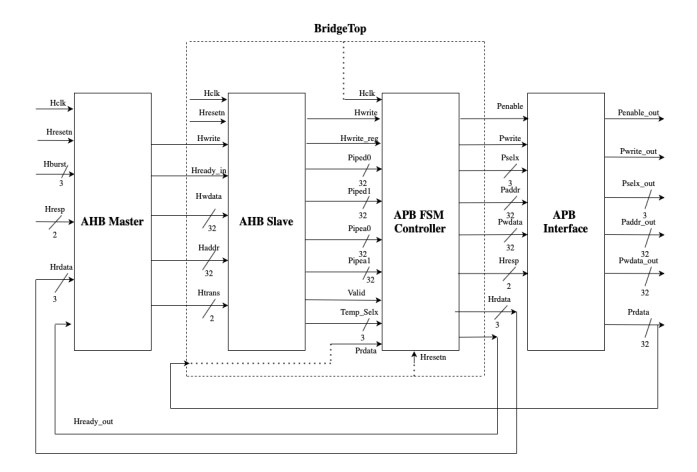 BridgeTop
Hclk
Hresetn
Hburst
3
Hresp
2
Hrdata
3
AHB Master
Hclk
Hresetn
Hwrite
Hready_in
Hwdata
32
Haddr
32
Htrans
2
AHB Slave
Hclk
Hwrite
Hwrite_reg
Piped0
32
Piped1
32
Pipea0
32
Pipea1
32
Valid
Temp_Selx
3
Prdata
APB FSM
Controller
Hresetn
Penable
Pwrite
Pselx
3
Paddr
32
Pwdata
32
Hresp
2
Hrdata
3
APB
Interface
Penable_out
Pwrite_out
Pselx_out
3
Paddr_out
32
Pwdata_out
32
Prdata
32
Hready_out